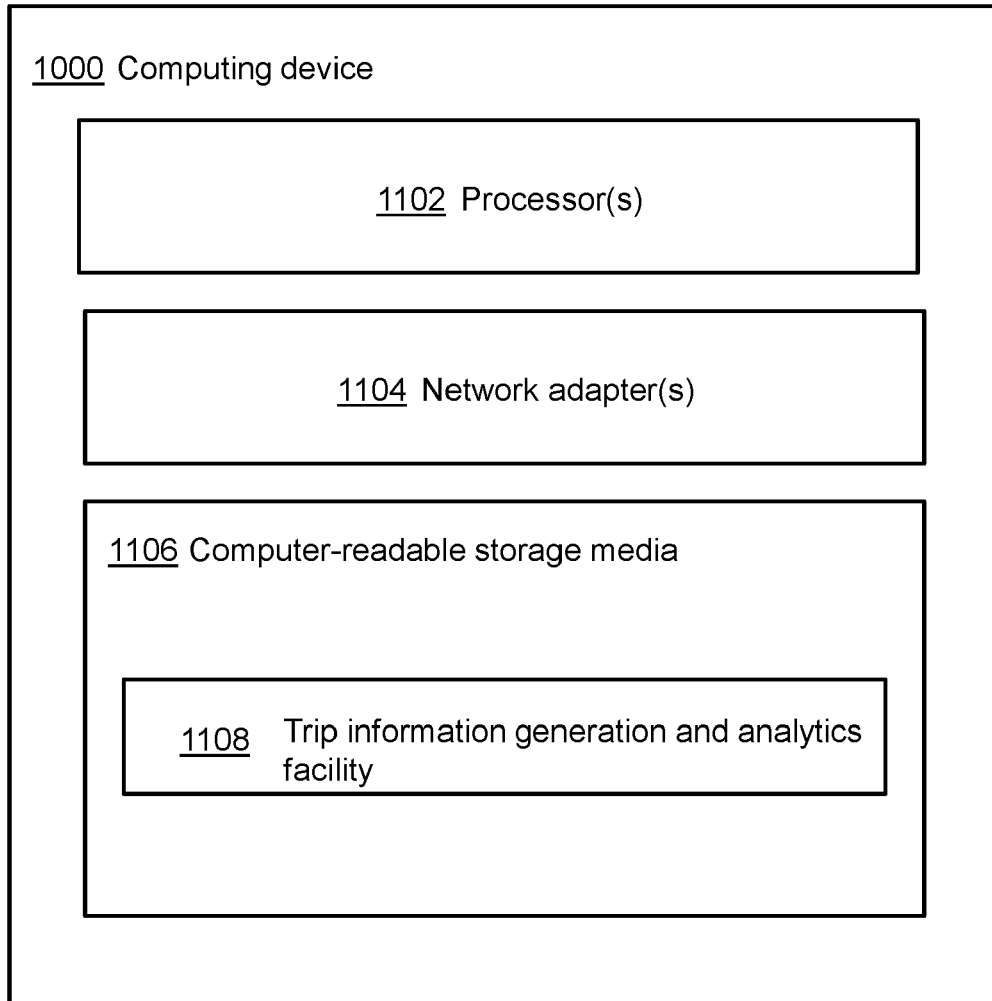 1000 Computing device
1102 Processor(s)
1104 Network adapter(s)
1106 Computer-readable storage media
1108 Trip information generation and analytics
facility